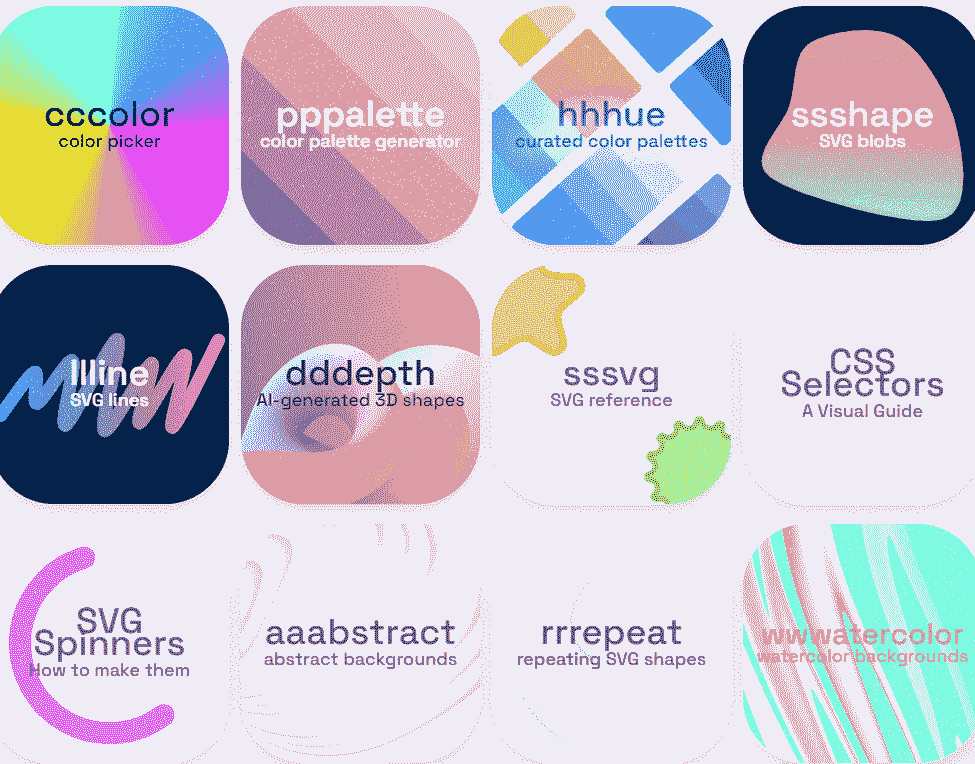 cccolor
color picker
pppalette
color palette generator
hhhue
curated color palettes
ssshape
SVG blobs
llline
SVG lines
dddepth
AI-generated 3D shapes
sssvg
SVG reference
CSS
Selectors
A Visual Guide
SVG
Spinners
How to make them
aaabstract
abstract backgrounds
rrrepeat
repeating SVG shapes
wwwatercolor
watercolor backgrounds